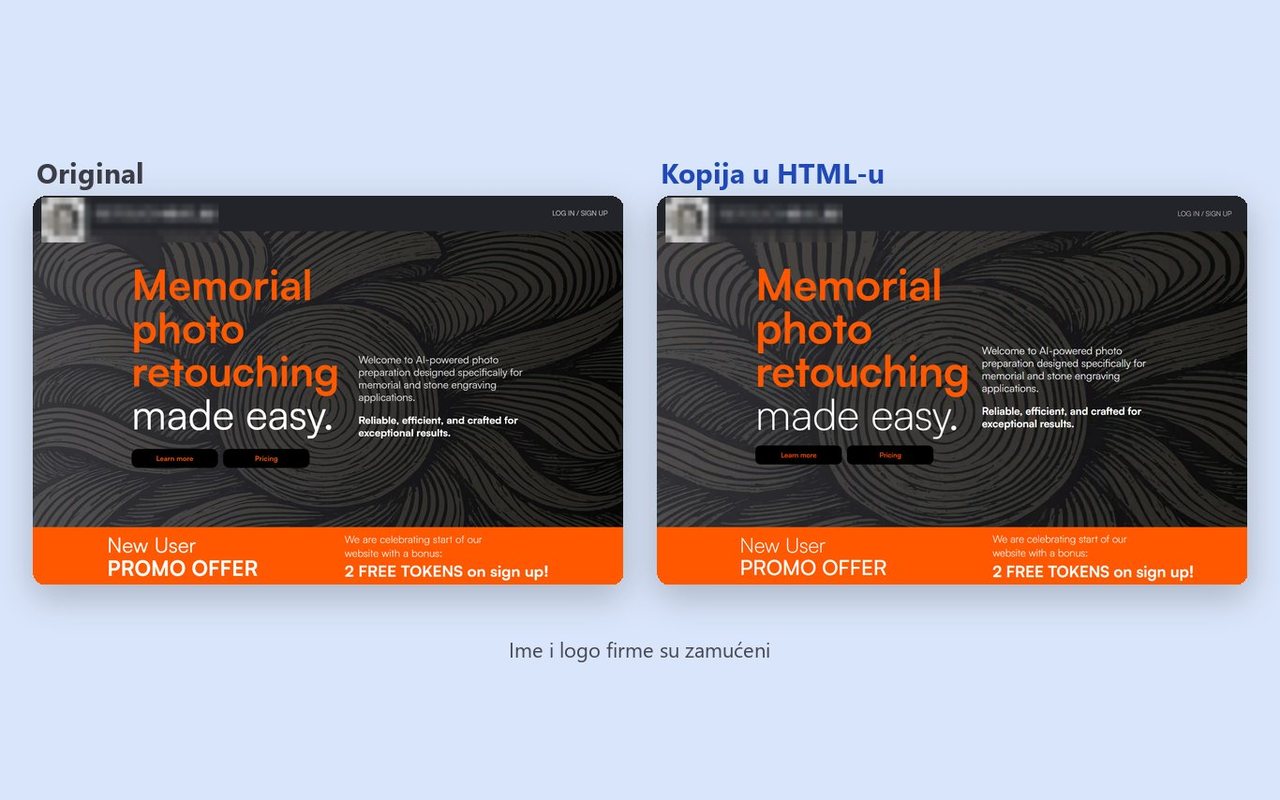 Original
LOG IN / SIGN UP
Memorial
photo
retouching
made easy.
Welcome to AI-powered photo
preparation designed specifically for
memorial and stone engraving
applications.
Reliable, efficient, and crafted for
exceptional results.
Learn more
Pricing
New User
PROMO OFFER
We are celebrating start of our
website with a bonus:
2 FREE TOKENS on sign up!
Kopija u HTML-u
LOG IN / SIGN UP
Memorial
photo
retouching
made easy.
Welcome to AI-powered photo
preparation designed specifically for
memorial and stone engraving
applications.
Reliable, efficient, and crafted for
exceptional results.
Learn more
Pricing
New User
PROMO OFFER
We are celebrating start of our
website with a bonus:
2 FREE TOKENS on sign up!
Ime i logo firme su zamućeni